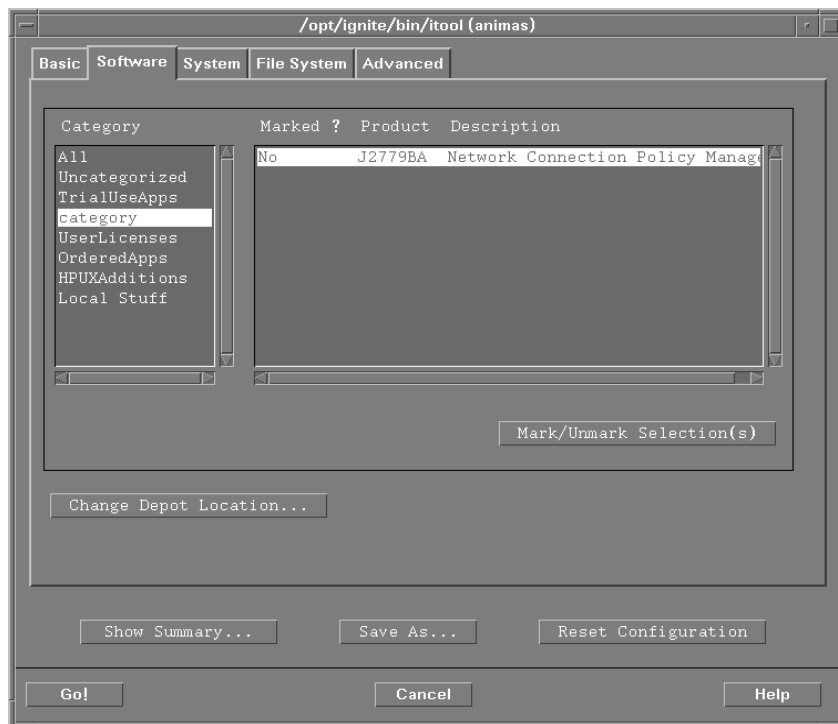 /opt/ignite/bin/itool (animas)
Basic Software System File System Advanced
Category Marked ? Product Description
All No J2779BA Network Connection Policy Manage
Uncategorized
TrialUseApps
category
UserLicenses
OrderedApps
HPUXAdditions
Local Stuff
Mark/Unmark Selection(s)
Change Depot Location...
Show Summary... Save As... Reset Configuration
Go! Cancel Help